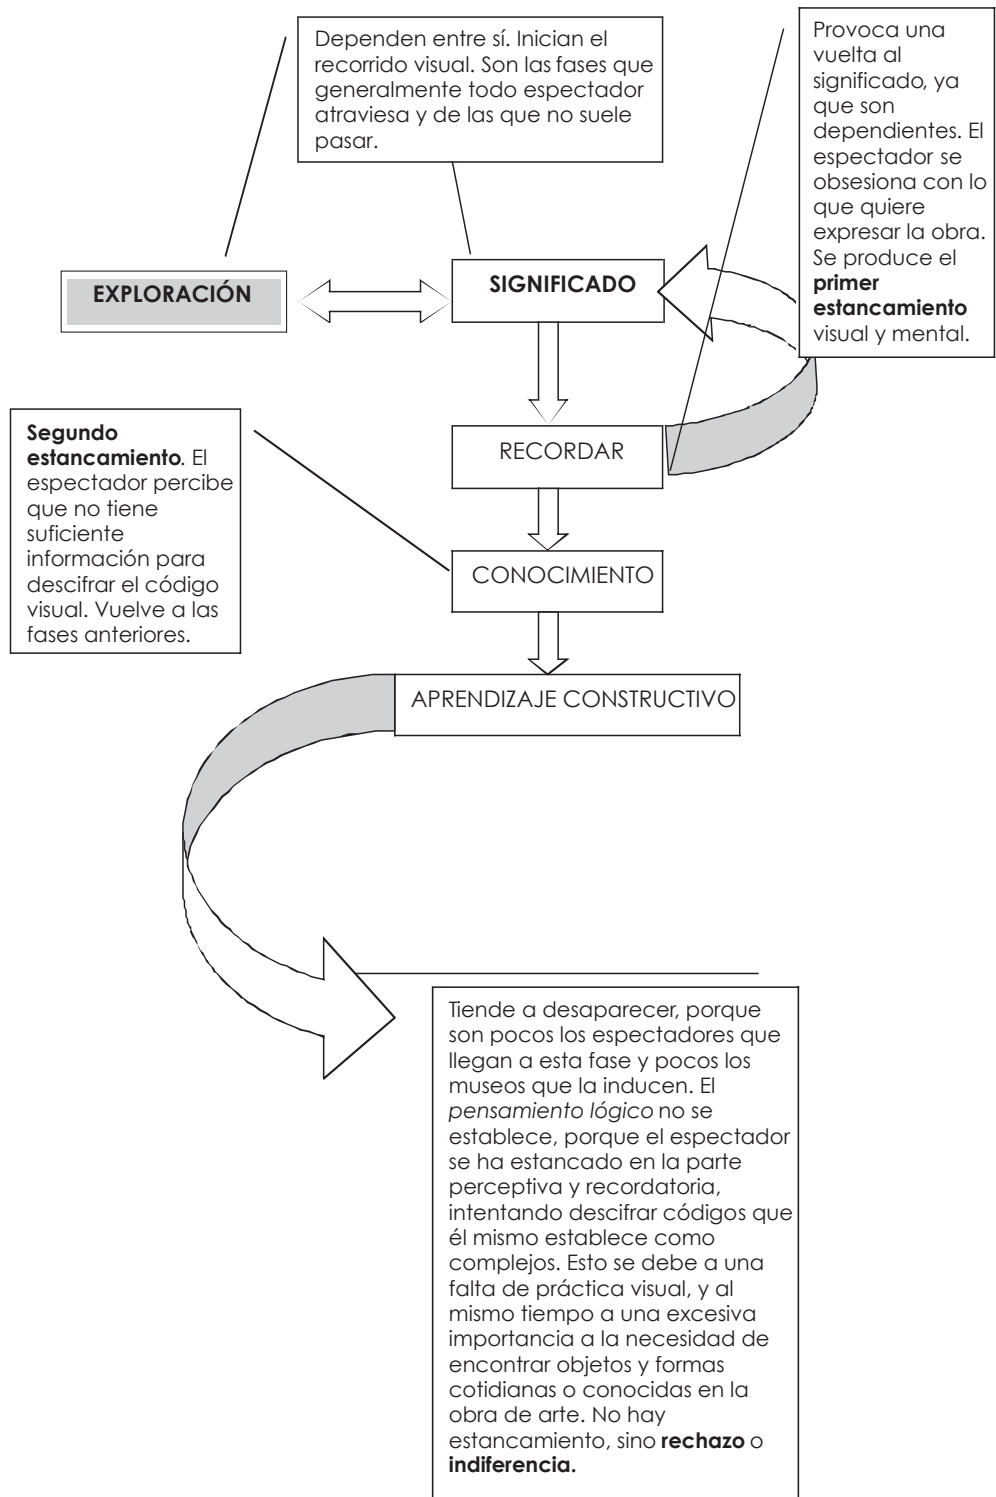 Dependen entre sí. Inician el
recorrido visual. Son las fases que
generalmente todo espectador
atraviesa y de las que no suele
pasar.
Provoca una
vuelta al
significado, ya
que son
dependientes. El
espectador se
obsesiona con lo
que quiere
expresar la obra.
Se produce el
primer
estancamiento
visual y mental.
EXPLORACIÓN
SIGNIFICADO
RECORDAR
Segundo
estancamiento. El
espectador percibe
que no tiene
suficiente
información para
descifrar el código
visual. Vuelve a las
fases anteriores.
CONOCIMIENTO
APRENDIZAJE CONSTRUCTIVO
Tiende a desaparecer, porque
son pocos los espectadores que
llegan a esta fase y pocos los
museos que la inducen. El
pensamiento lógico no se
establece, porque el espectador
se ha estancado en la parte
perceptiva y recordatoria,
intentando descifrar códigos que
él mismo establece como
complejos. Esto se debe a una
falta de práctica visual, y al
mismo tiempo a una excesiva
importancia a la necesidad de
encontrar objetos y formas
cotidianas o conocidas en la
obra de arte. No hay
estancamiento, sino rechazo o
indiferencia.